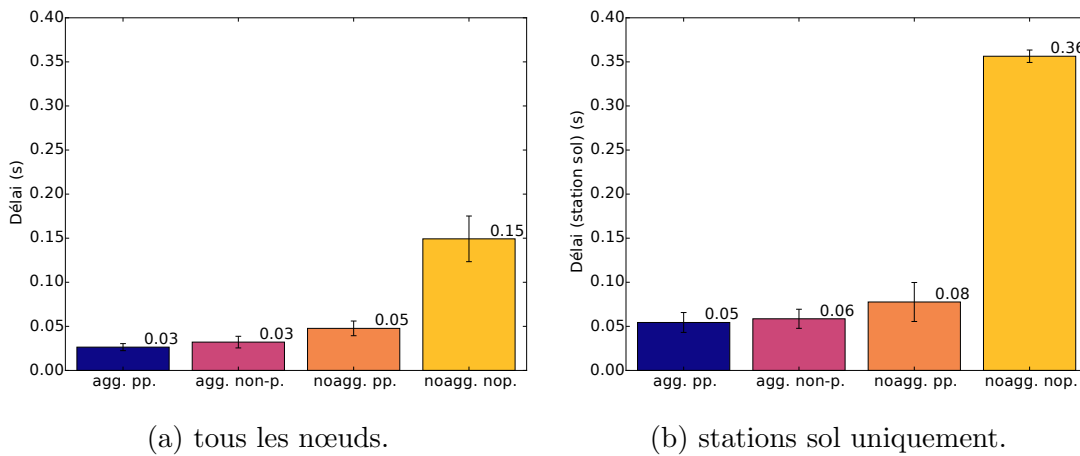 0.40
0.35
0.30
0.25
0.20
0.15
0.10
0.05
0.00
Délai (s)
0.03
0.03
0.05
0.15
agg. pp.
agg. non-p.
noagg. pp.
noagg. nop.
(a) tous les nœuds.
0.40
0.35
0.30
0.25
0.20
0.15
0.10
0.05
0.00
Délai (station sol) (s)
0.05
0.06
0.08
0.36
agg. pp.
agg. non-p.
noagg. pp.
noagg. nop.
(b) stations sol uniquement.